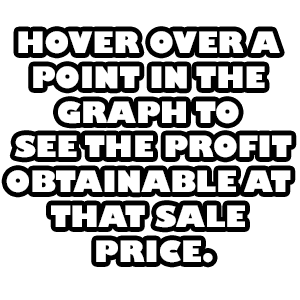 HOVER OVER A
POINT IN THE
GRAPH TO
SEE THE PROFIT
OBTAINABLE AT
THAT SALE
PRICE.